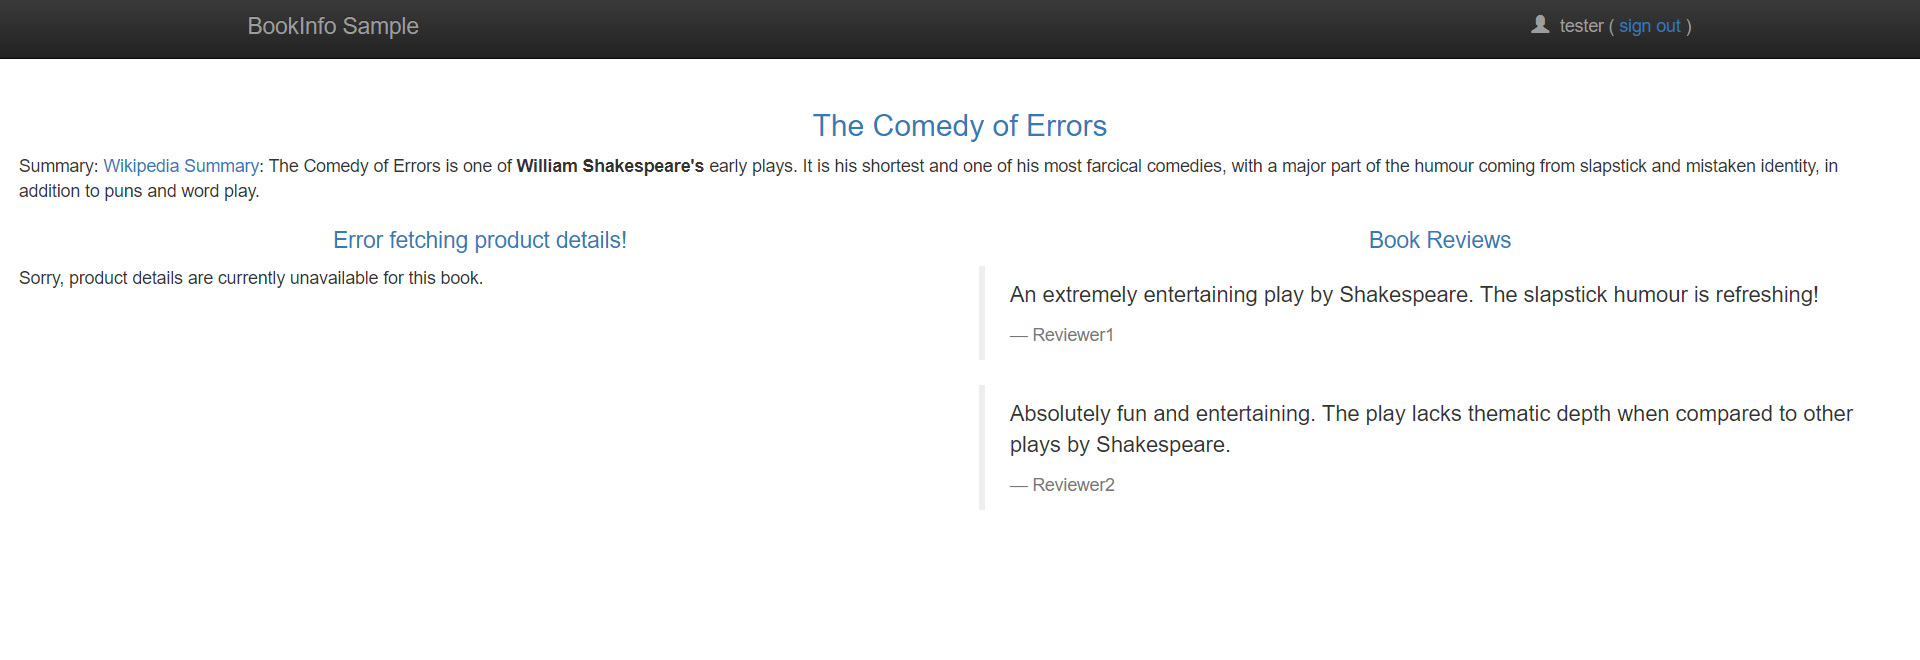 BookInfo Sample
tester ( sign out )
The Comedy of Errors
Summary: Wikipedia Summary: The Comedy of Errors is one of William Shakespeare's early plays. It is his shortest and one of his most farcical comedies, with a major part of the humour coming from slapstick and mistaken identity, in
addition to puns and word play.
Error fetching product details!
Sorry, product details are currently unavailable for this book.
Book Reviews
An extremely entertaining play by Shakespeare. The slapstick humour is refreshing!
— Reviewer1
Absolutely fun and entertaining. The play lacks thematic depth when compared to other
plays by Shakespeare.
— Reviewer2